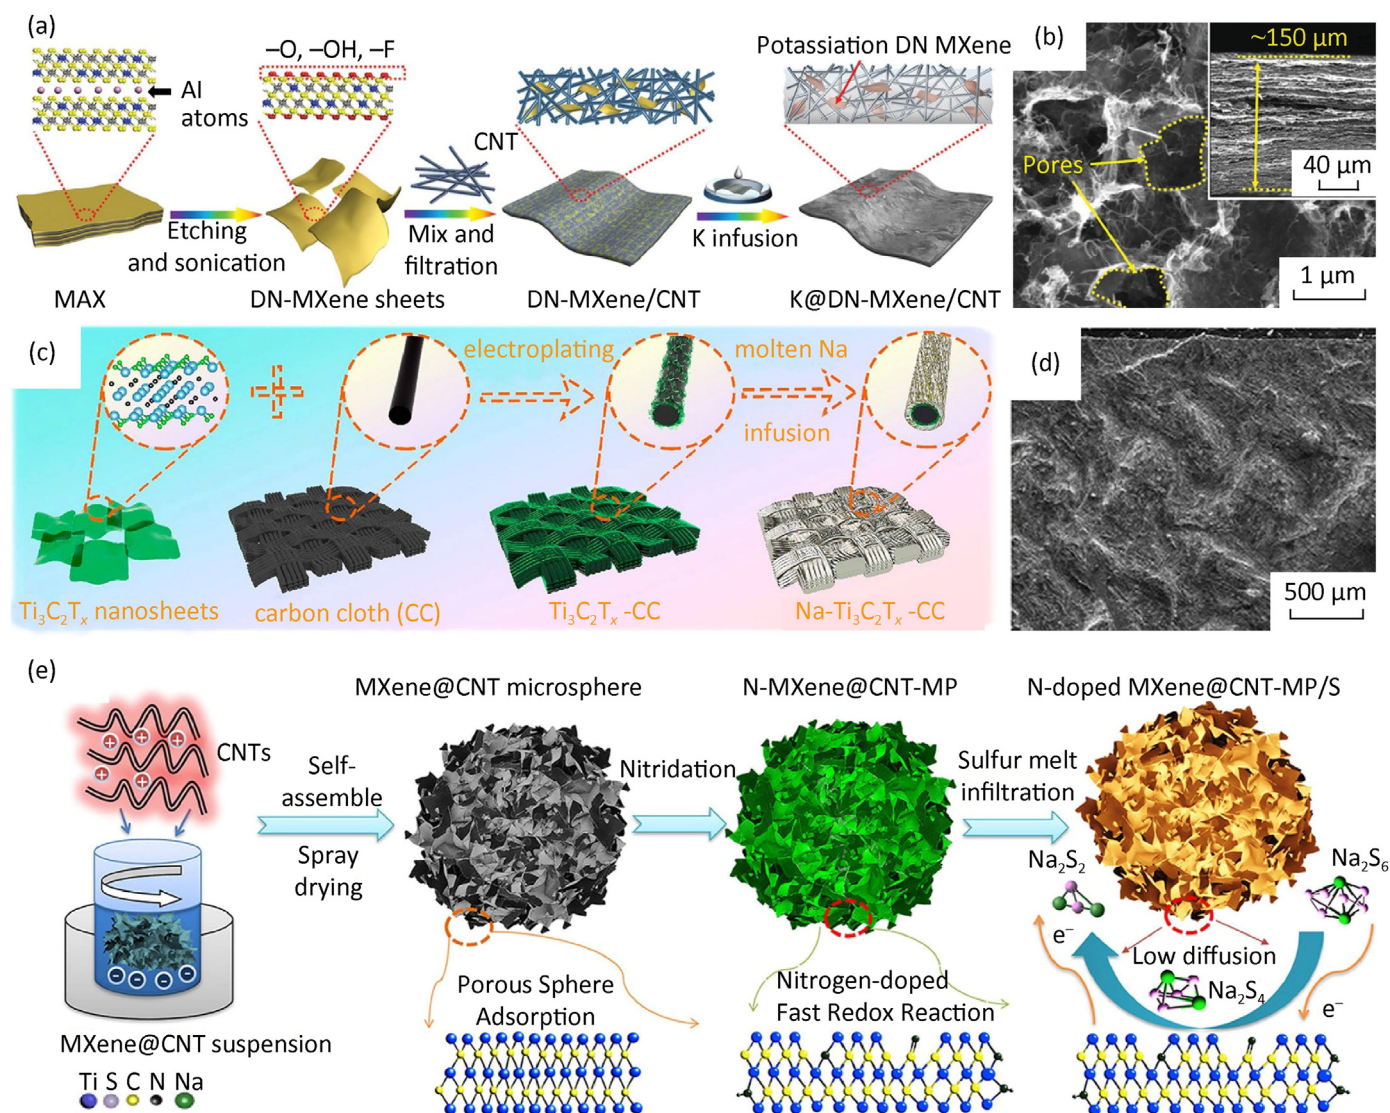 (a)
–O, –OH, –F
Al
atoms
CNT
Potassiation DN MXene
Etching
and sonication
Mix and
filtration
K infusion
MAX
DN-MXene sheets
DN-MXene/CNT
K@DN-MXene/CNT
(b)
~150 μm
Pores
40 μm
1 μm
(c)
electroplating
molten Na
infusion
Ti₃C₂Tₓ nanosheets
carbon cloth (CC)
Ti₃C₂Tₓ -CC
Na-Ti₃C₂Tₓ -CC
(d)
500 μm
(e)
CNTs
MXene@CNT suspension
Ti S C N Na
Self-
assemble
Spray
drying
MXene@CNT microsphere
Porous Sphere
Adsorption
Nitridation
N-MXene@CNT-MP
Nitrogen-doped
Fast Redox Reaction
Sulfur melt
infiltration
N-doped MXene@CNT-MP/S
Na₂S₂
Na₂S₆
e⁻
Low diffusion
Na₂S₄
e⁻